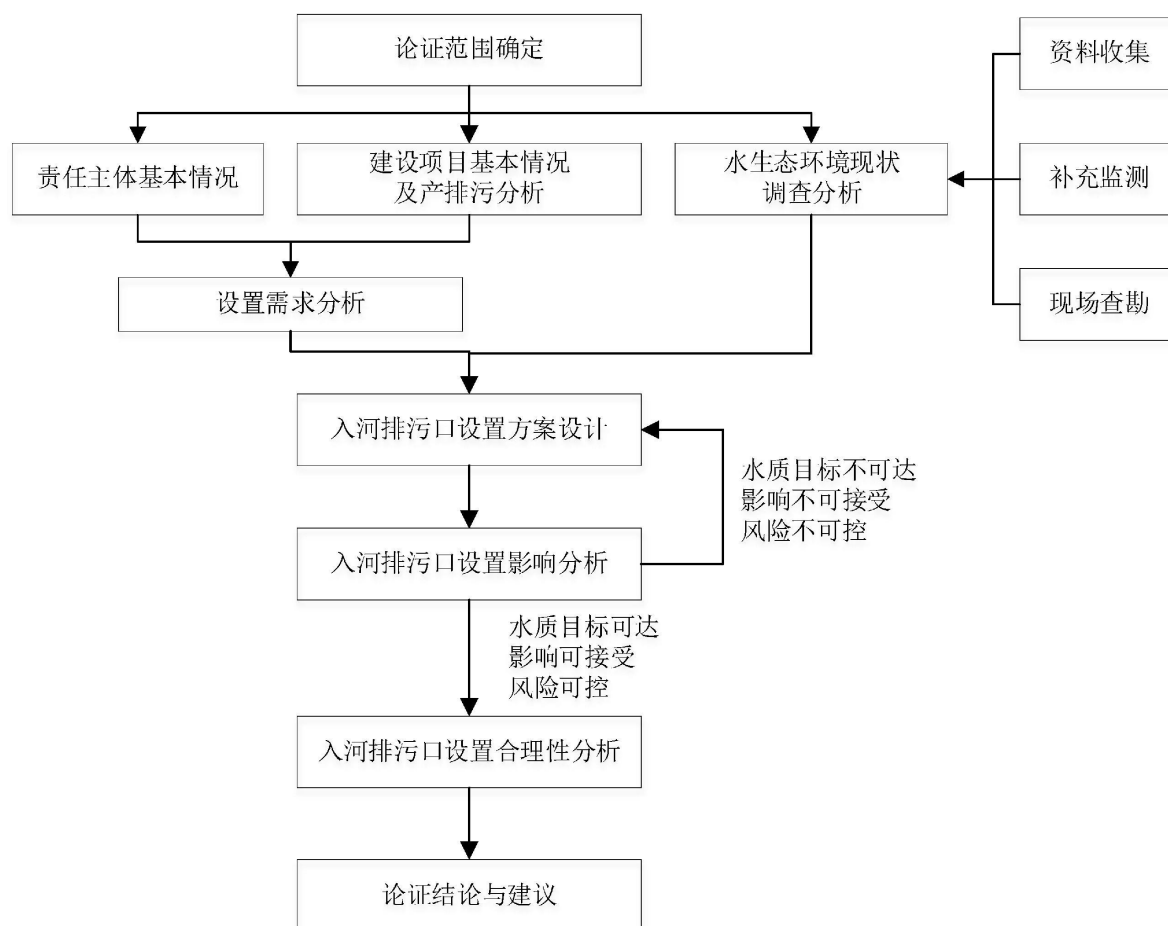 论证范围确定
资料收集
责任主体基本情况
建设项目基本情况
及产排污分析
水生态环境现状
调查分析
补充监测
设置需求分析
现场查勘
入河排污口设置方案设计
水质目标不可达
影响不可接受
风险不可控
入河排污口设置影响分析
水质目标可达
影响可接受
风险可控
入河排污口设置合理性分析
论证结论与建议